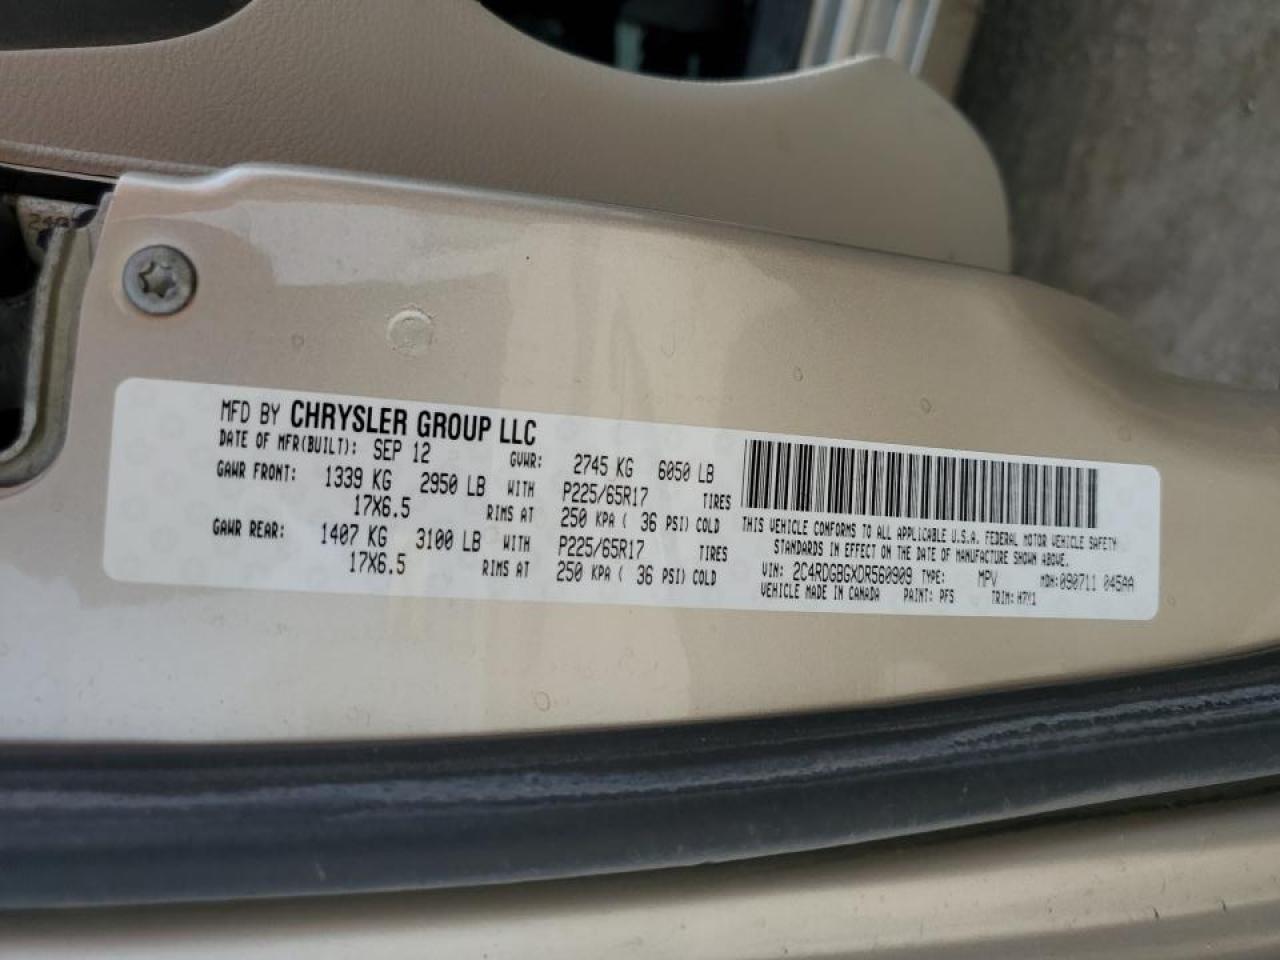 MFD BY CHRYSLER GROUP LLC
DATE OF MFR(BUILT): SEP 12 GVWR: 2745 KG 6050 LB
GAWR FRONT: 1339 KG 2950 LB WITH P225/65R17 TIRES
17X6.5 RIMS AT 250 KPA ( 36 PSI) COLD
GAWR REAR: 1407 KG 3100 LB WITH P225/65R17 TIRES
17X6.5 RIMS AT 250 KPA ( 36 PSI) COLD
THIS VEHICLE CONFORMS TO ALL APPLICABLE U.S.A. FEDERAL MOTOR VEHICLE SAFETY
STANDARDS IN EFFECT ON THE DATE OF MANUFACTURE SHOWN ABOVE.
VIN: 2C4RDGBGXDR560909 TYPE: MPV MDH:090711 045AA
VEHICLE MADE IN CANADA PAINT: PFS TRIM: H7Y1